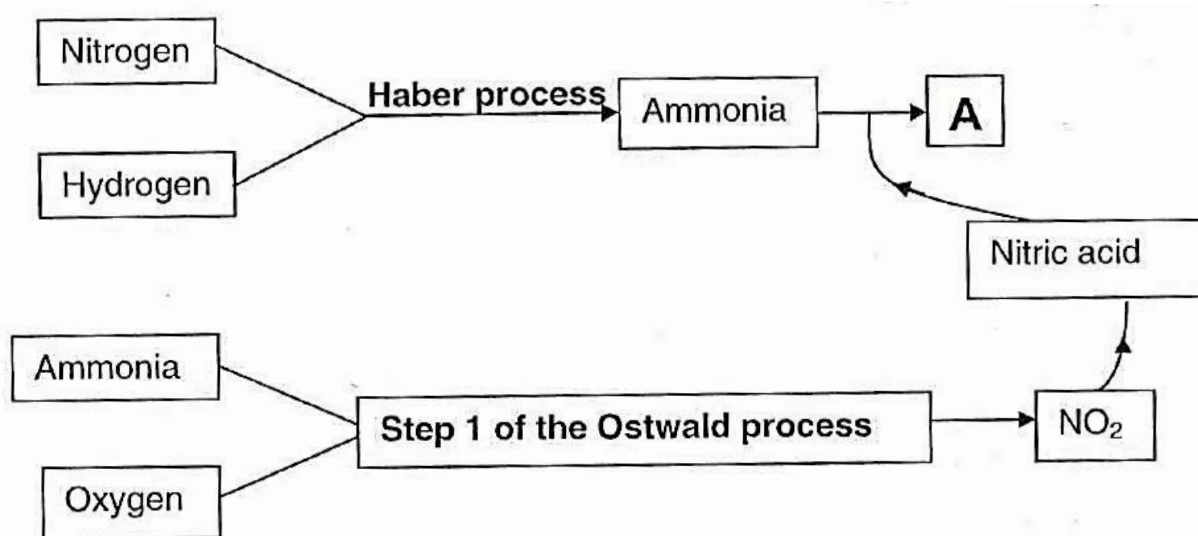 Nitrogen
Haber process
Ammonia
A
Hydrogen
Nitric acid
Ammonia
Step 1 of the Ostwald process
NO₂
Oxygen